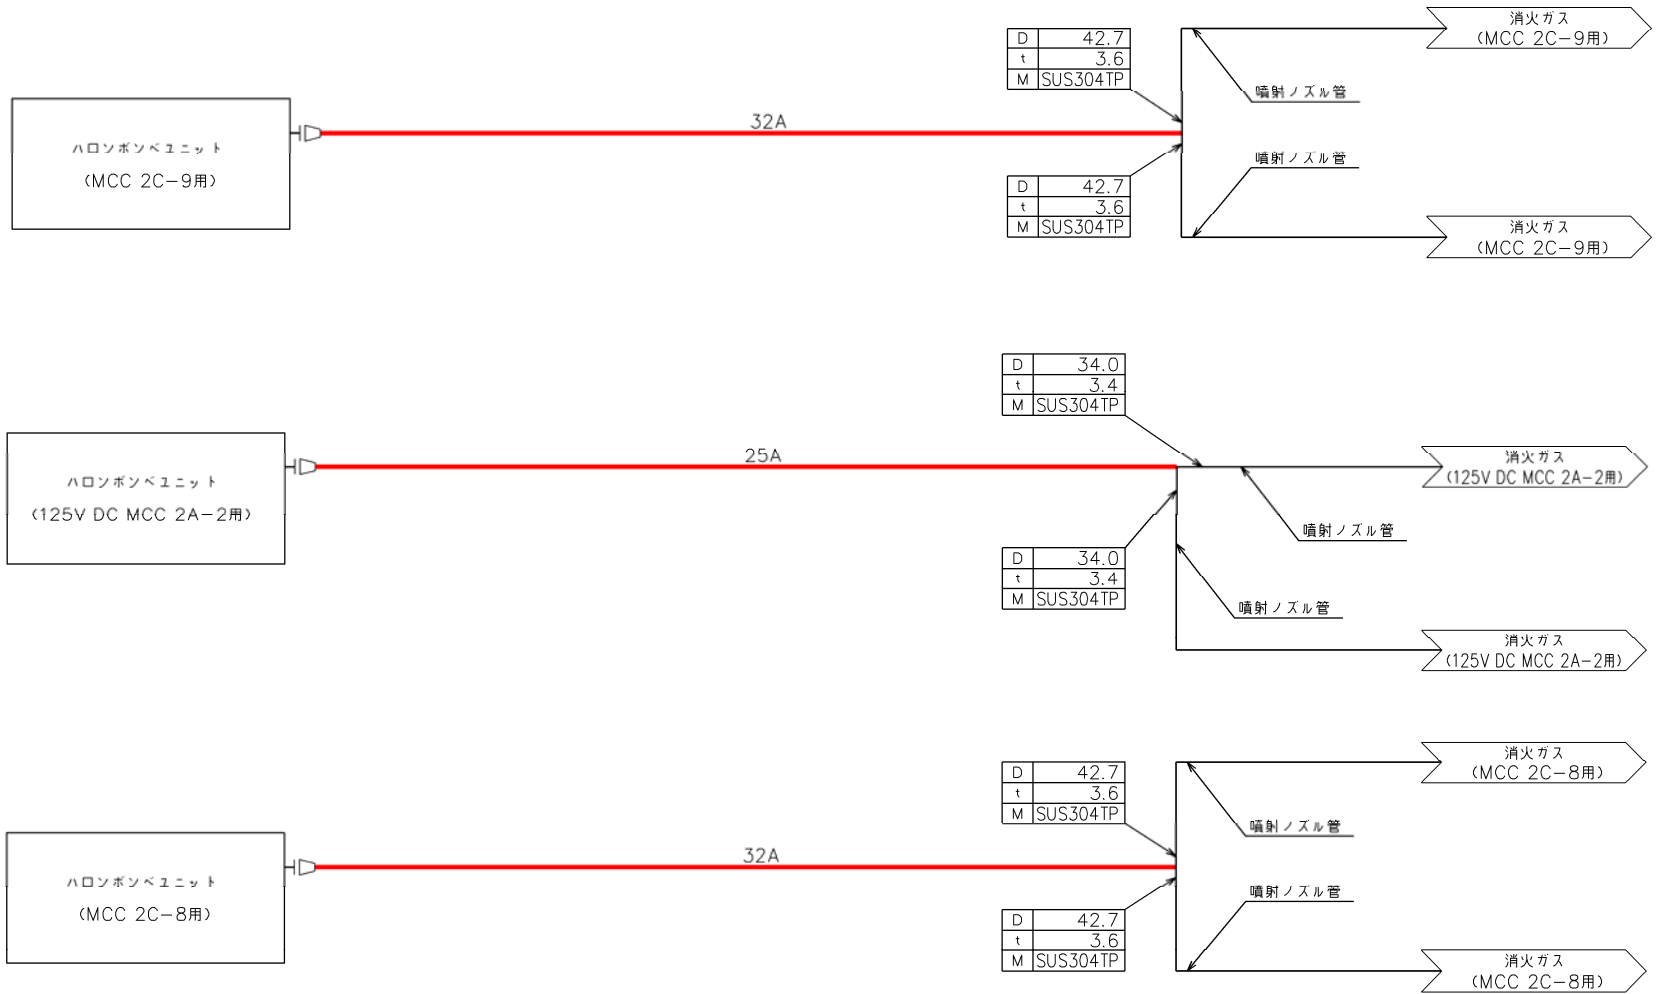 消火ガス
(MCC 2C-9用)
D 42.7
t 3.6
M SUS304TP
噴射ノズル管
32A
ハロンボンベユニット
(MCC 2C-9用)
噴射ノズル管
D 42.7
t 3.6
M SUS304TP
消火ガス
(MCC 2C-9用)
D 34.0
t 3.4
M SUS304TP
25A
消火ガス
(125V DC MCC 2A-2用)
ハロンボンベユニット
(125V DC MCC 2A-2用)
噴射ノズル管
D 34.0
t 3.4
M SUS304TP
噴射ノズル管
消火ガス
(125V DC MCC 2A-2用)
消火ガス
(MCC 2C-8用)
D 42.7
t 3.6
M SUS304TP
噴射ノズル管
32A
ハロンボンベユニット
(MCC 2C-8用)
噴射ノズル管
D 42.7
t 3.6
M SUS304TP
消火ガス
(MCC 2C-8用)